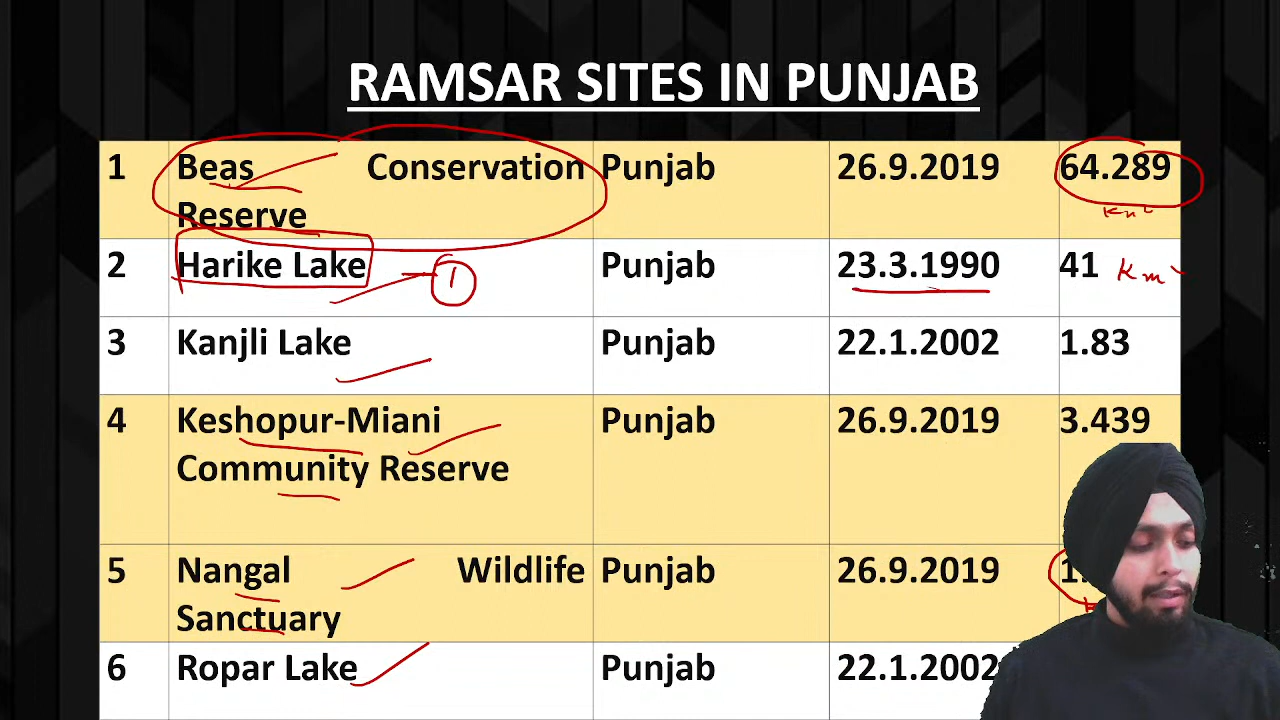 RAMSAR SITES IN PUNJAB
1 Beas Conservation Reserve Punjab 26.9.2019 64.289
Km²
2 Harike Lake 1 Punjab 23.3.1990 41 Km²
3 Kanjli Lake Punjab 22.1.2002 1.83
4 Keshopur-Miani Community Reserve Punjab 26.9.2019 3.439
5 Nangal Wildlife Sanctuary Punjab 26.9.2019
6 Ropar Lake Punjab 22.1.2002